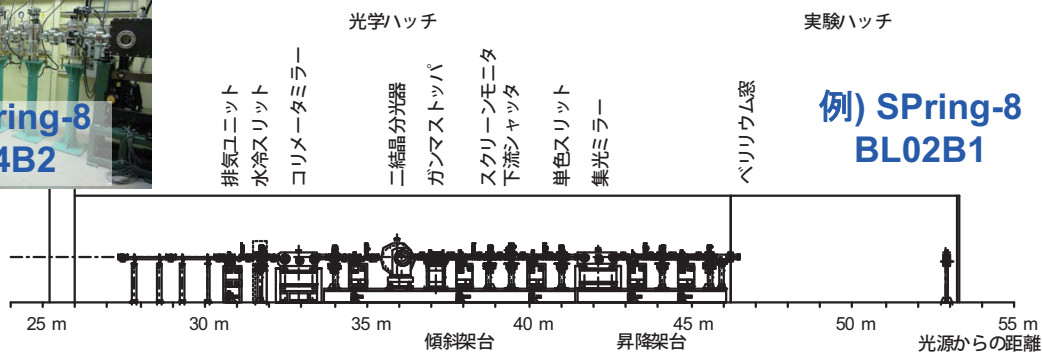 光学ハッチ
実験ハッチ
ring-8
4B2
排気ユニット
水冷スリット
コリメータミラー
二結晶分光器
ガンマストッパ
スクリーンモニタ
下流シャッタ
単色スリット
集光ミラー
ベリリウム窓
例) SPring-8
BL02B1
25 m
30 m
35 m
40 m
45 m
50 m
55 m
傾斜架台
昇降架台
光源からの距離